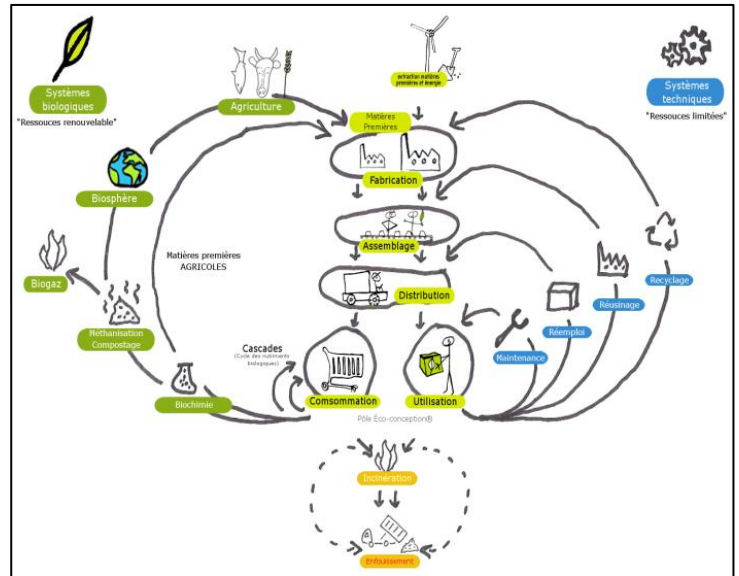 extraction matières
premières et énergie
Systèmes
biologiques
"Ressouces renouvelable"
Agriculture
Systèmes
techniques
"Ressouces limitées"
Matières
Premières
Fabrication
Biosphère
Assemblage
Matières premières
AGRICOLES
Biogaz
Recyclage
Distribution
Réusinage
Méthanisation
Compostage
Réemploi
Cascades
(Cycle des nutriments
biologiques)
Maintenance
Biochimie
Comsommation
Utilisation
Pôle Éco-conception®
Incinération
Enfouissement